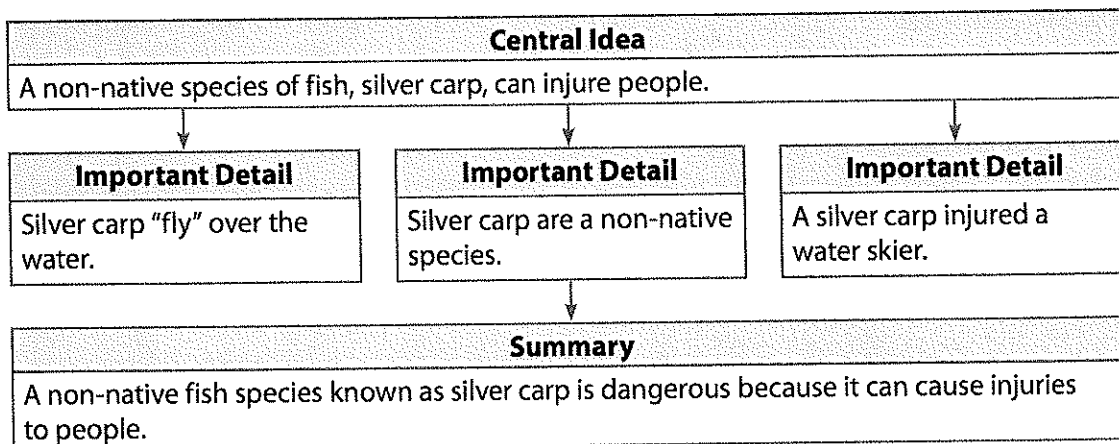 Central Idea
A non-native species of fish, silver carp, can injure people.
Important Detail
Silver carp “fly” over the
water.
Important Detail
Silver carp are a non-native
species.
Important Detail
A silver carp injured a
water skier.
Summary
A non-native fish species known as silver carp is dangerous because it can cause injuries
to people.